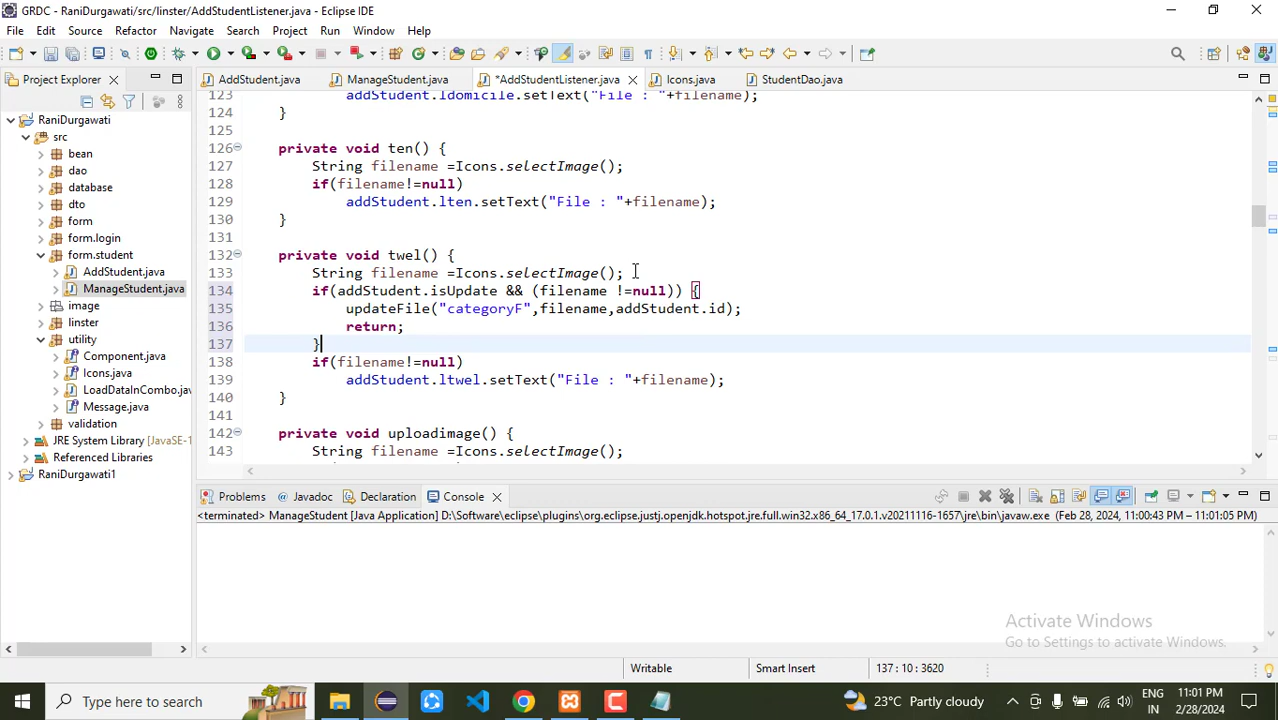 GRDC - RaniDurgawati/src/linster/AddStudentListener.java - Eclipse IDE
File Edit Source Refactor Navigate Search Project Run Window Help
Project Explorer
AddStudent.java ManageStudent.java *AddStudentListener.java Icons.java StudentDao.java
RaniDurgawati
src
bean
dao
database
dto
form
form.login
form.student
AddStudent.java
ManageStudent.java
image
linster
utility
Component.java
Icons.java
LoadDataInCombo.jav
Message.java
validation
JRE System Library [JavaSE-1
Referenced Libraries
RaniDurgawati1
123 addStudent.ldomicile.setText("File : "+filename);
124 }
125
126 private void ten() {
127 String filename =Icons.selectImage();
128 if(filename!=null)
129 addStudent.lten.setText("File : "+filename);
130 }
131
132 private void twel() {
133 String filename =Icons.selectImage();
134 if(addStudent.isUpdate && (filename !=null)) {
135 updateFile("categoryF",filename,addStudent.id);
136 return;
137 }
138 if(filename!=null)
139 addStudent.ltwel.setText("File : "+filename);
140 }
141
142 private void uploadimage() {
143 String filename =Icons.selectImage();
Problems Javadoc Declaration Console
<terminated> ManageStudent [Java Application] D:\Software\eclipse\plugins\org.eclipse.justj.openjdk.hotspot.jre.full.win32.x86_64_17.0.1.v20211116-1657\jre\bin\javaw.exe (Feb 28, 2024, 11:00:43 PM – 11:01:05 PM)
Activate Windows
Go to Settings to activate Windows.
Writable Smart Insert 137 : 10 : 3620
Type here to search
23°C Partly cloudy
ENG
IN
11:01 PM
2/28/2024